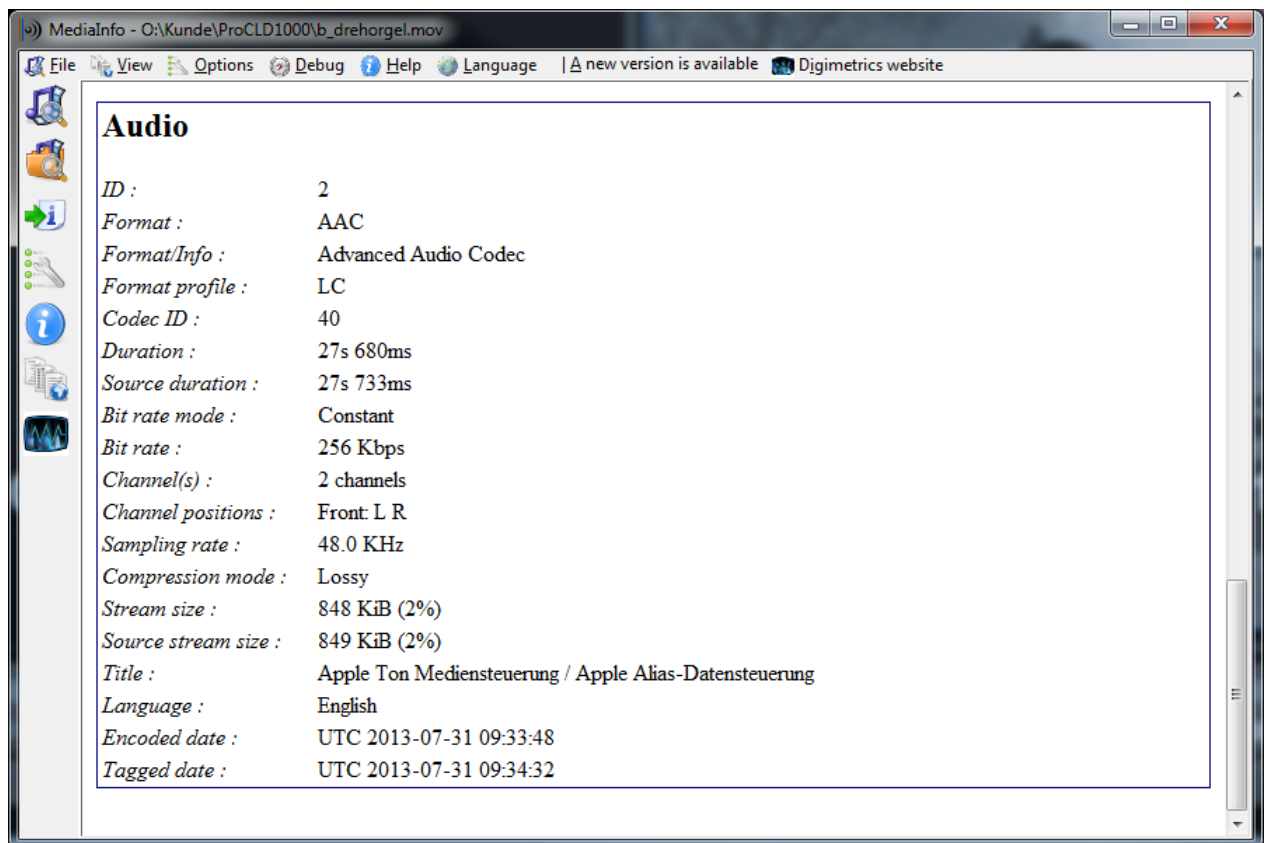 MediaInfo - O:\Kunde\ProCLD1000\b_drehorgel.mov
File View Options Debug Help Language | A new version is available Digimetrics website
Audio
ID : 2
Format : AAC
Format/Info : Advanced Audio Codec
Format profile : LC
Codec ID : 40
Duration : 27s 680ms
Source duration : 27s 733ms
Bit rate mode : Constant
Bit rate : 256 Kbps
Channel(s) : 2 channels
Channel positions : Front: L R
Sampling rate : 48.0 KHz
Compression mode : Lossy
Stream size : 848 KiB (2%)
Source stream size : 849 KiB (2%)
Title : Apple Ton Mediensteuerung / Apple Alias-Datensteuerung
Language : English
Encoded date : UTC 2013-07-31 09:33:48
Tagged date : UTC 2013-07-31 09:34:32